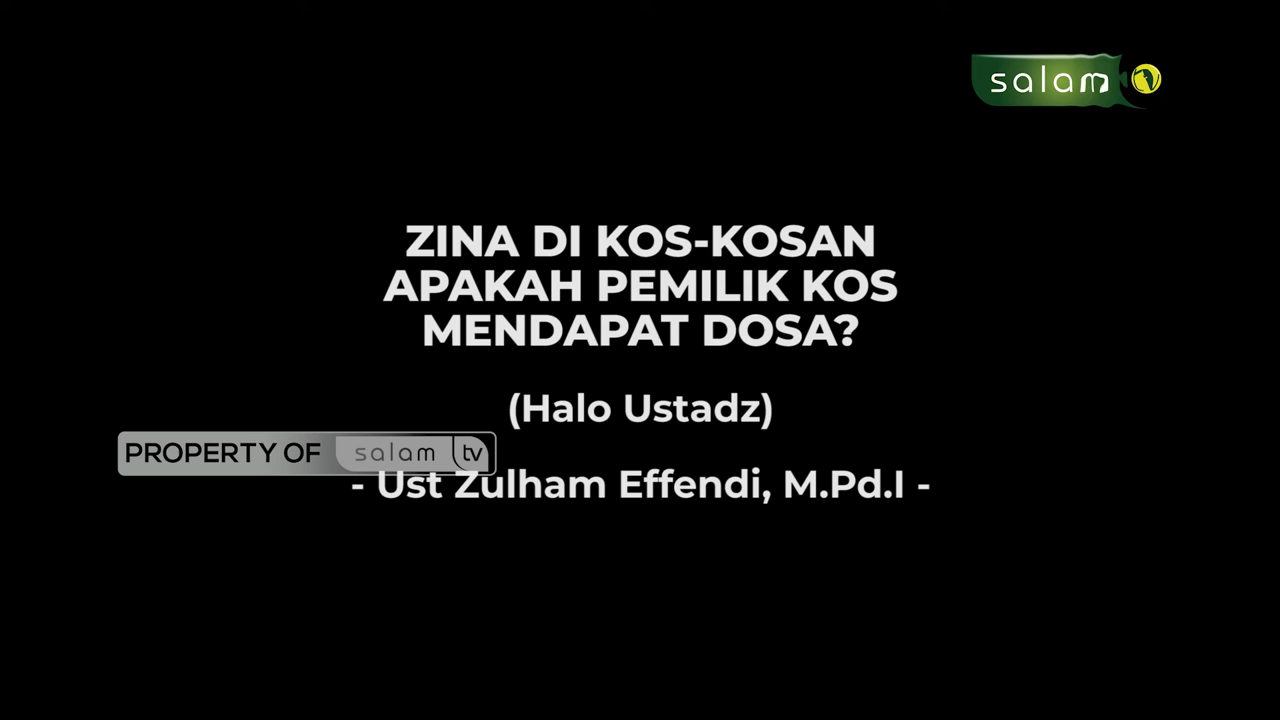 salam
ZINA DI KOS-KOSAN
APAKAH PEMILIK KOS
MENDAPAT DOSA?
(Halo Ustadz)
PROPERTY OF salam tv
- Ust Zulham Effendi, M.Pd.I -